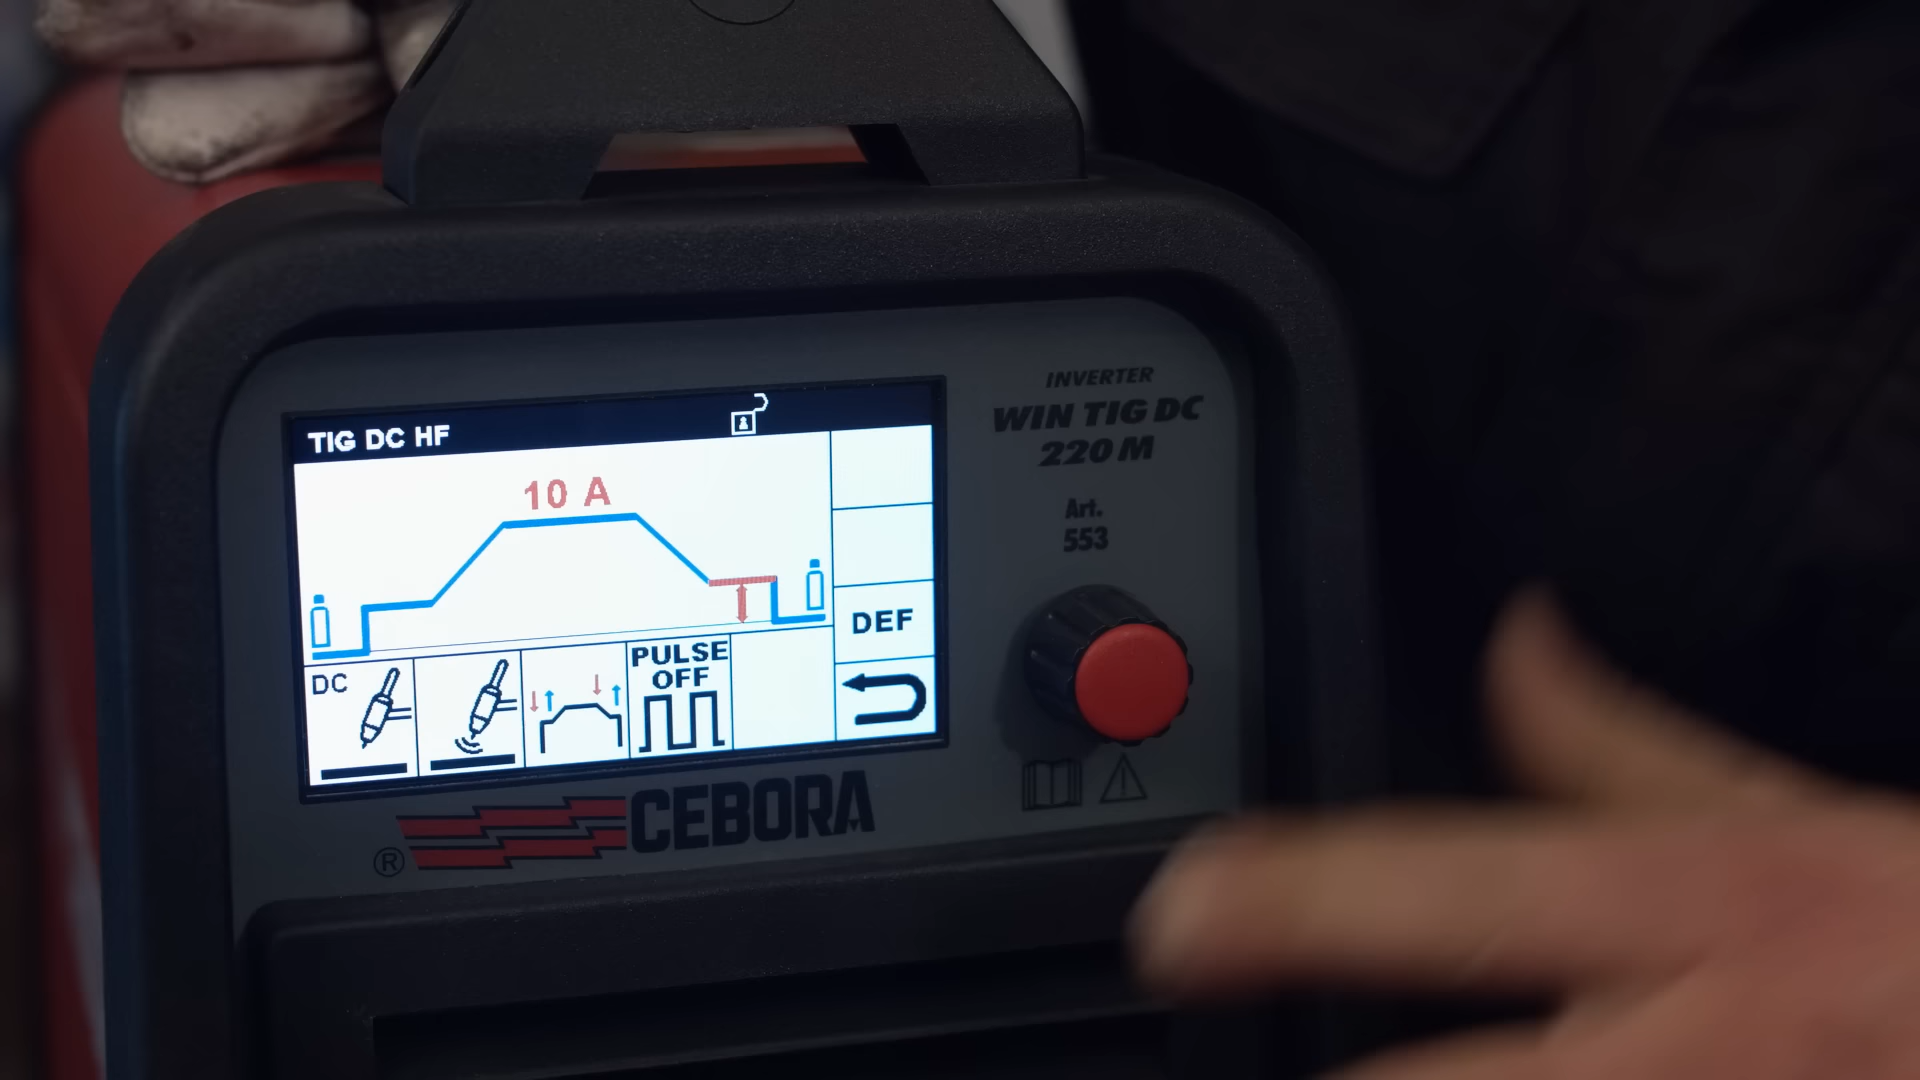 TIG DC HF
10 A
DEF
DC
PULSE
OFF
INVERTER
WIN TIG DC
220 M
Art.
553
® CEBORA